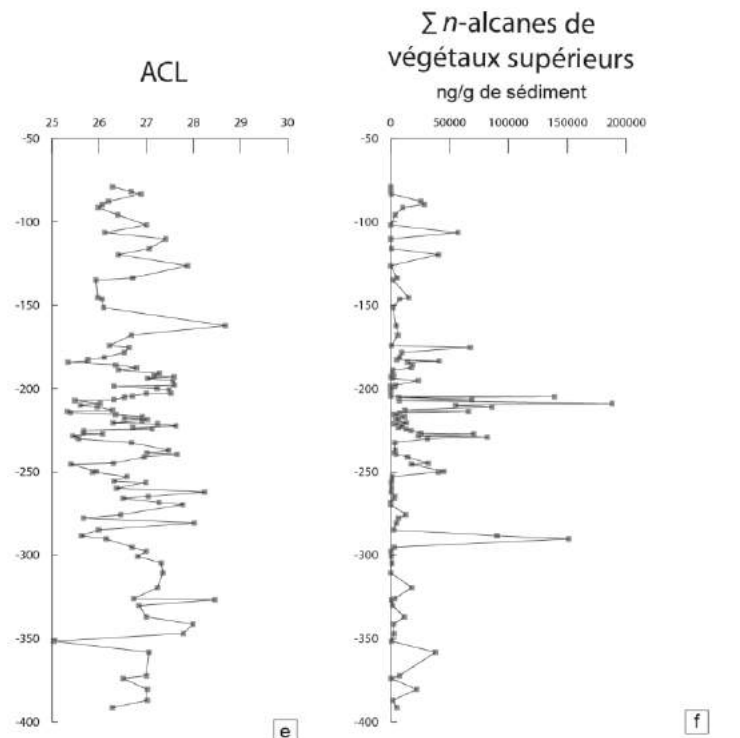 ACL
25 26 27 28 29 30
-50
-100
-150
-200
-250
-300
-350
-400
e
Σ n-alcanes de
végétaux supérieurs
ng/g de sédiment
0 50000 100000 150000 200000
-50
-100
-150
-200
-250
-300
-350
-400
f